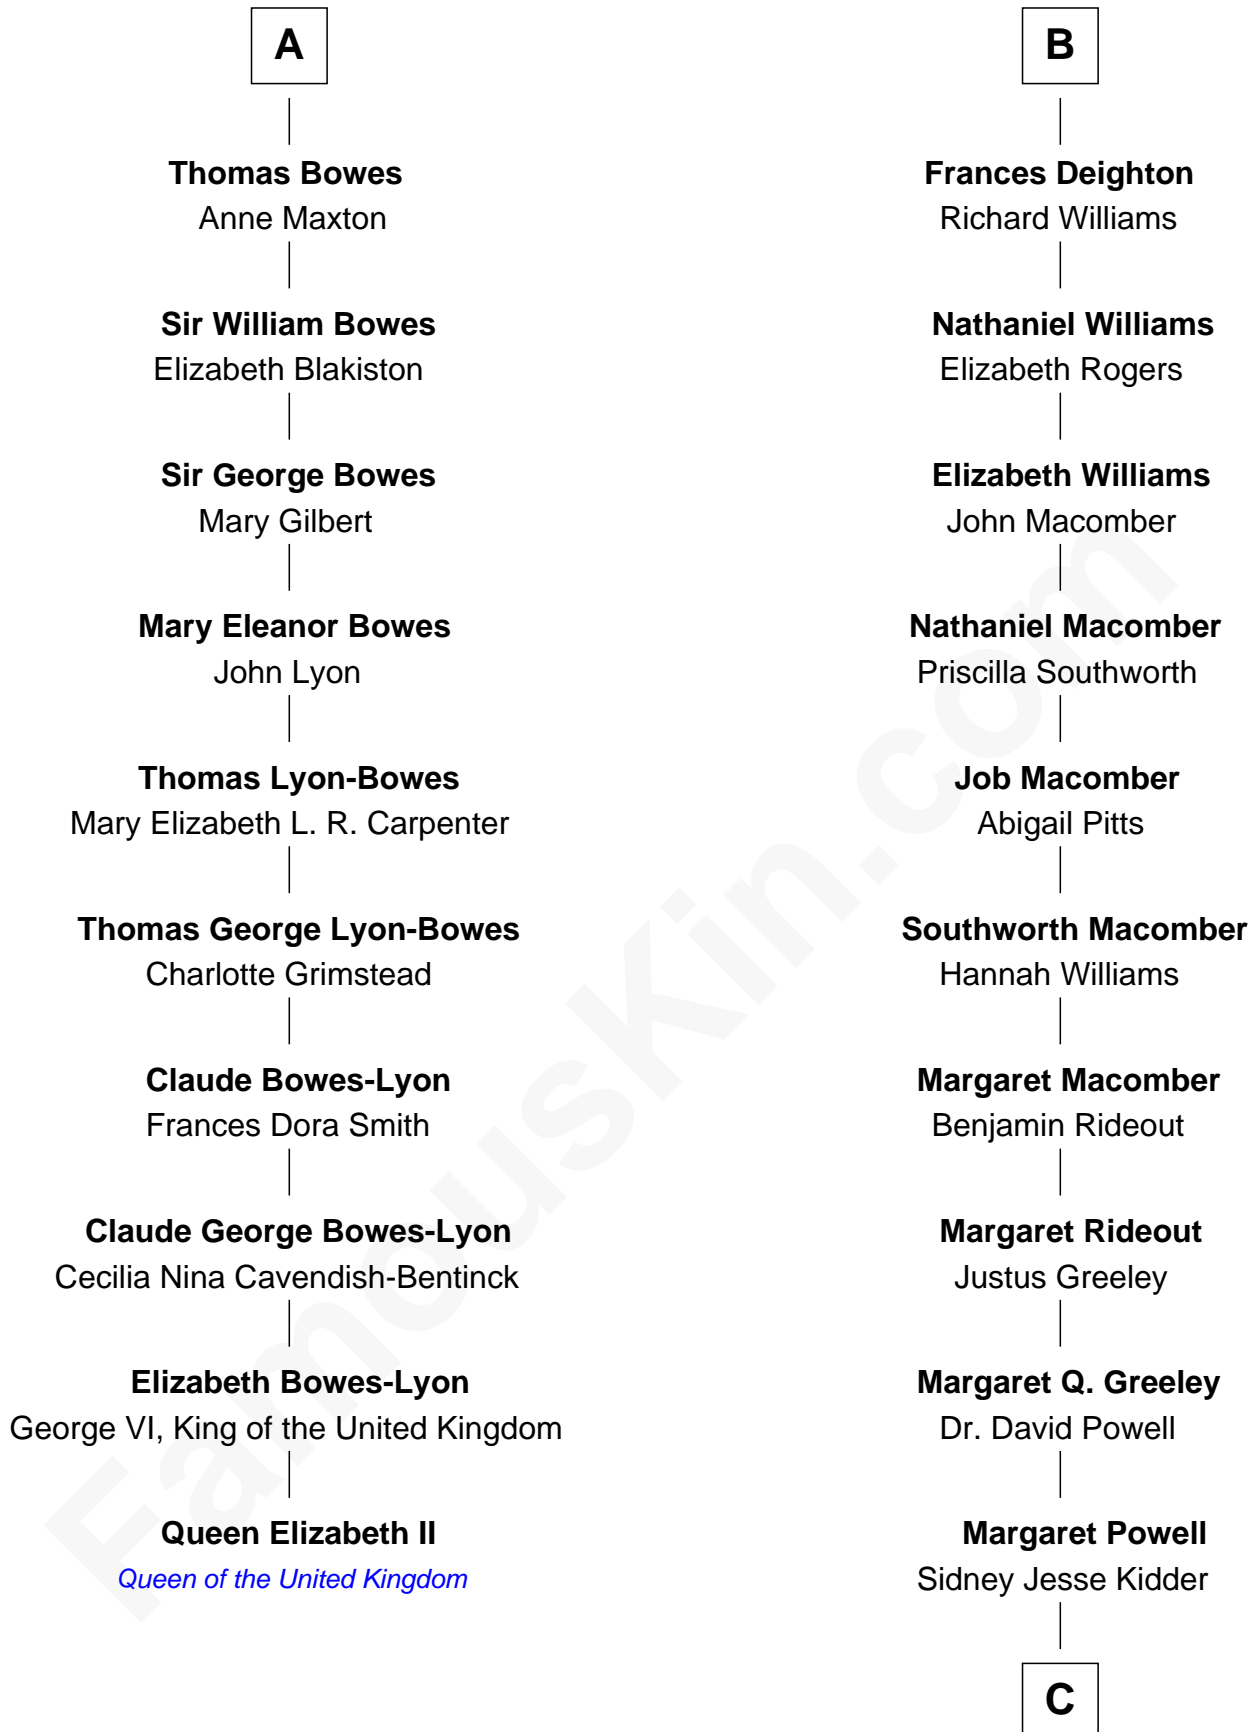 A
Thomas Bowes
Anne Maxton
Sir William Bowes
Elizabeth Blakiston
Sir George Bowes
Mary Gilbert
Mary Eleanor Bowes
John Lyon
Thomas Lyon-Bowes
Mary Elizabeth L. R. Carpenter
Thomas George Lyon-Bowes
Charlotte Grimstead
Claude Bowes-Lyon
Frances Dora Smith
Claude George Bowes-Lyon
Cecilia Nina Cavendish-Bentinck
Elizabeth Bowes-Lyon
George VI, King of the United Kingdom
Queen Elizabeth II
Queen of the United Kingdom
B
Frances Deighton
Richard Williams
Nathaniel Williams
Elizabeth Rogers
Elizabeth Williams
John Macomber
Nathaniel Macomber
Priscilla Southworth
Job Macomber
Abigail Pitts
Southworth Macomber
Hannah Williams
Margaret Macomber
Benjamin Rideout
Margaret Rideout
Justus Greeley
Margaret Q. Greeley
Dr. David Powell
Margaret Powell
Sidney Jesse Kidder
C
FamousKin.com